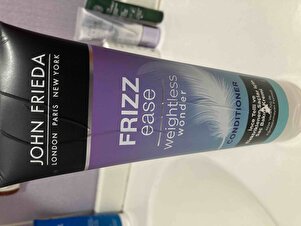 JOHN FRIEDA
LONDON PARIS NEW YORK
FRIZZ
ease
weightless
wonder
CONDITIONER